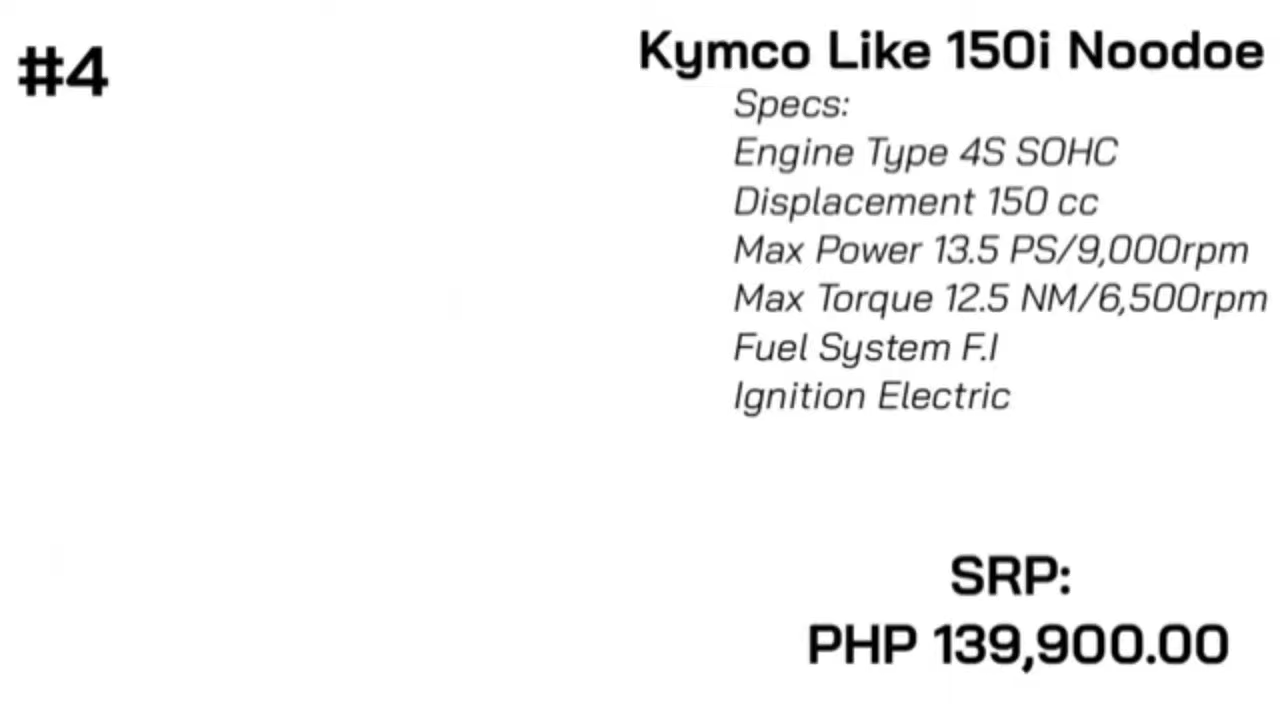 #4
Kymco Like 150i Noodoe
Specs:
Engine Type 4S SOHC
Displacement 150 cc
Max Power 13.5 PS/9,000rpm
Max Torque 12.5 NM/6,500rpm
Fuel System F.I
Ignition Electric
SRP:
PHP 139,900.00